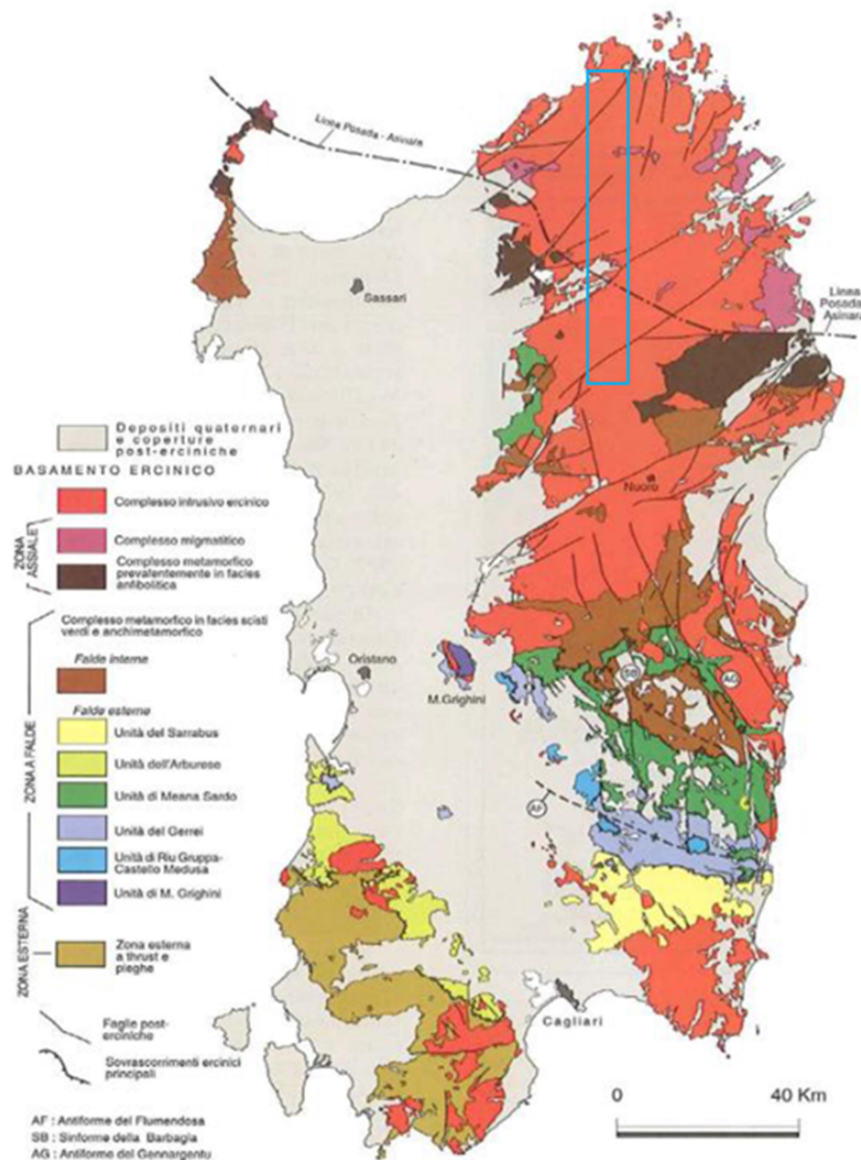 Linea Posada - Asinara
Sassari
Linea
Posada
Asinara
Depositi quaternari
e coperture
post-erciniche
BASAMENTO ERCINICO
Complesso intrusivo ercinico
ZONA
ASSIALE
Complesso migmatitico
Complesso metamorfico
prevalentemente in facies
anfibolitica
Nuoro
ZONA A FALDE
Complesso metamorfico in facies scisti
verdi e anchimetamorfico
Falde interne
Falde esterne
Unità del Sarrabus
Unità dell'Arburese
Unità di Meana Sardo
Unità del Gerrei
Unità di Riu Gruppa-
Castello Medusa
Unità di M. Grighini
Oristano
M.Grighini
SB
AG
AF
ZONA ESTERNA
Zona esterna
a thrust e
pieghe
Cagliari
Faglie post-
erciniche
Sovrascorrimenti ercinici
principali
0 40 Km
AF : Antiforme del Flumendosa
SB : Sinforme della Barbagia
AG : Antiforme del Gennargentu